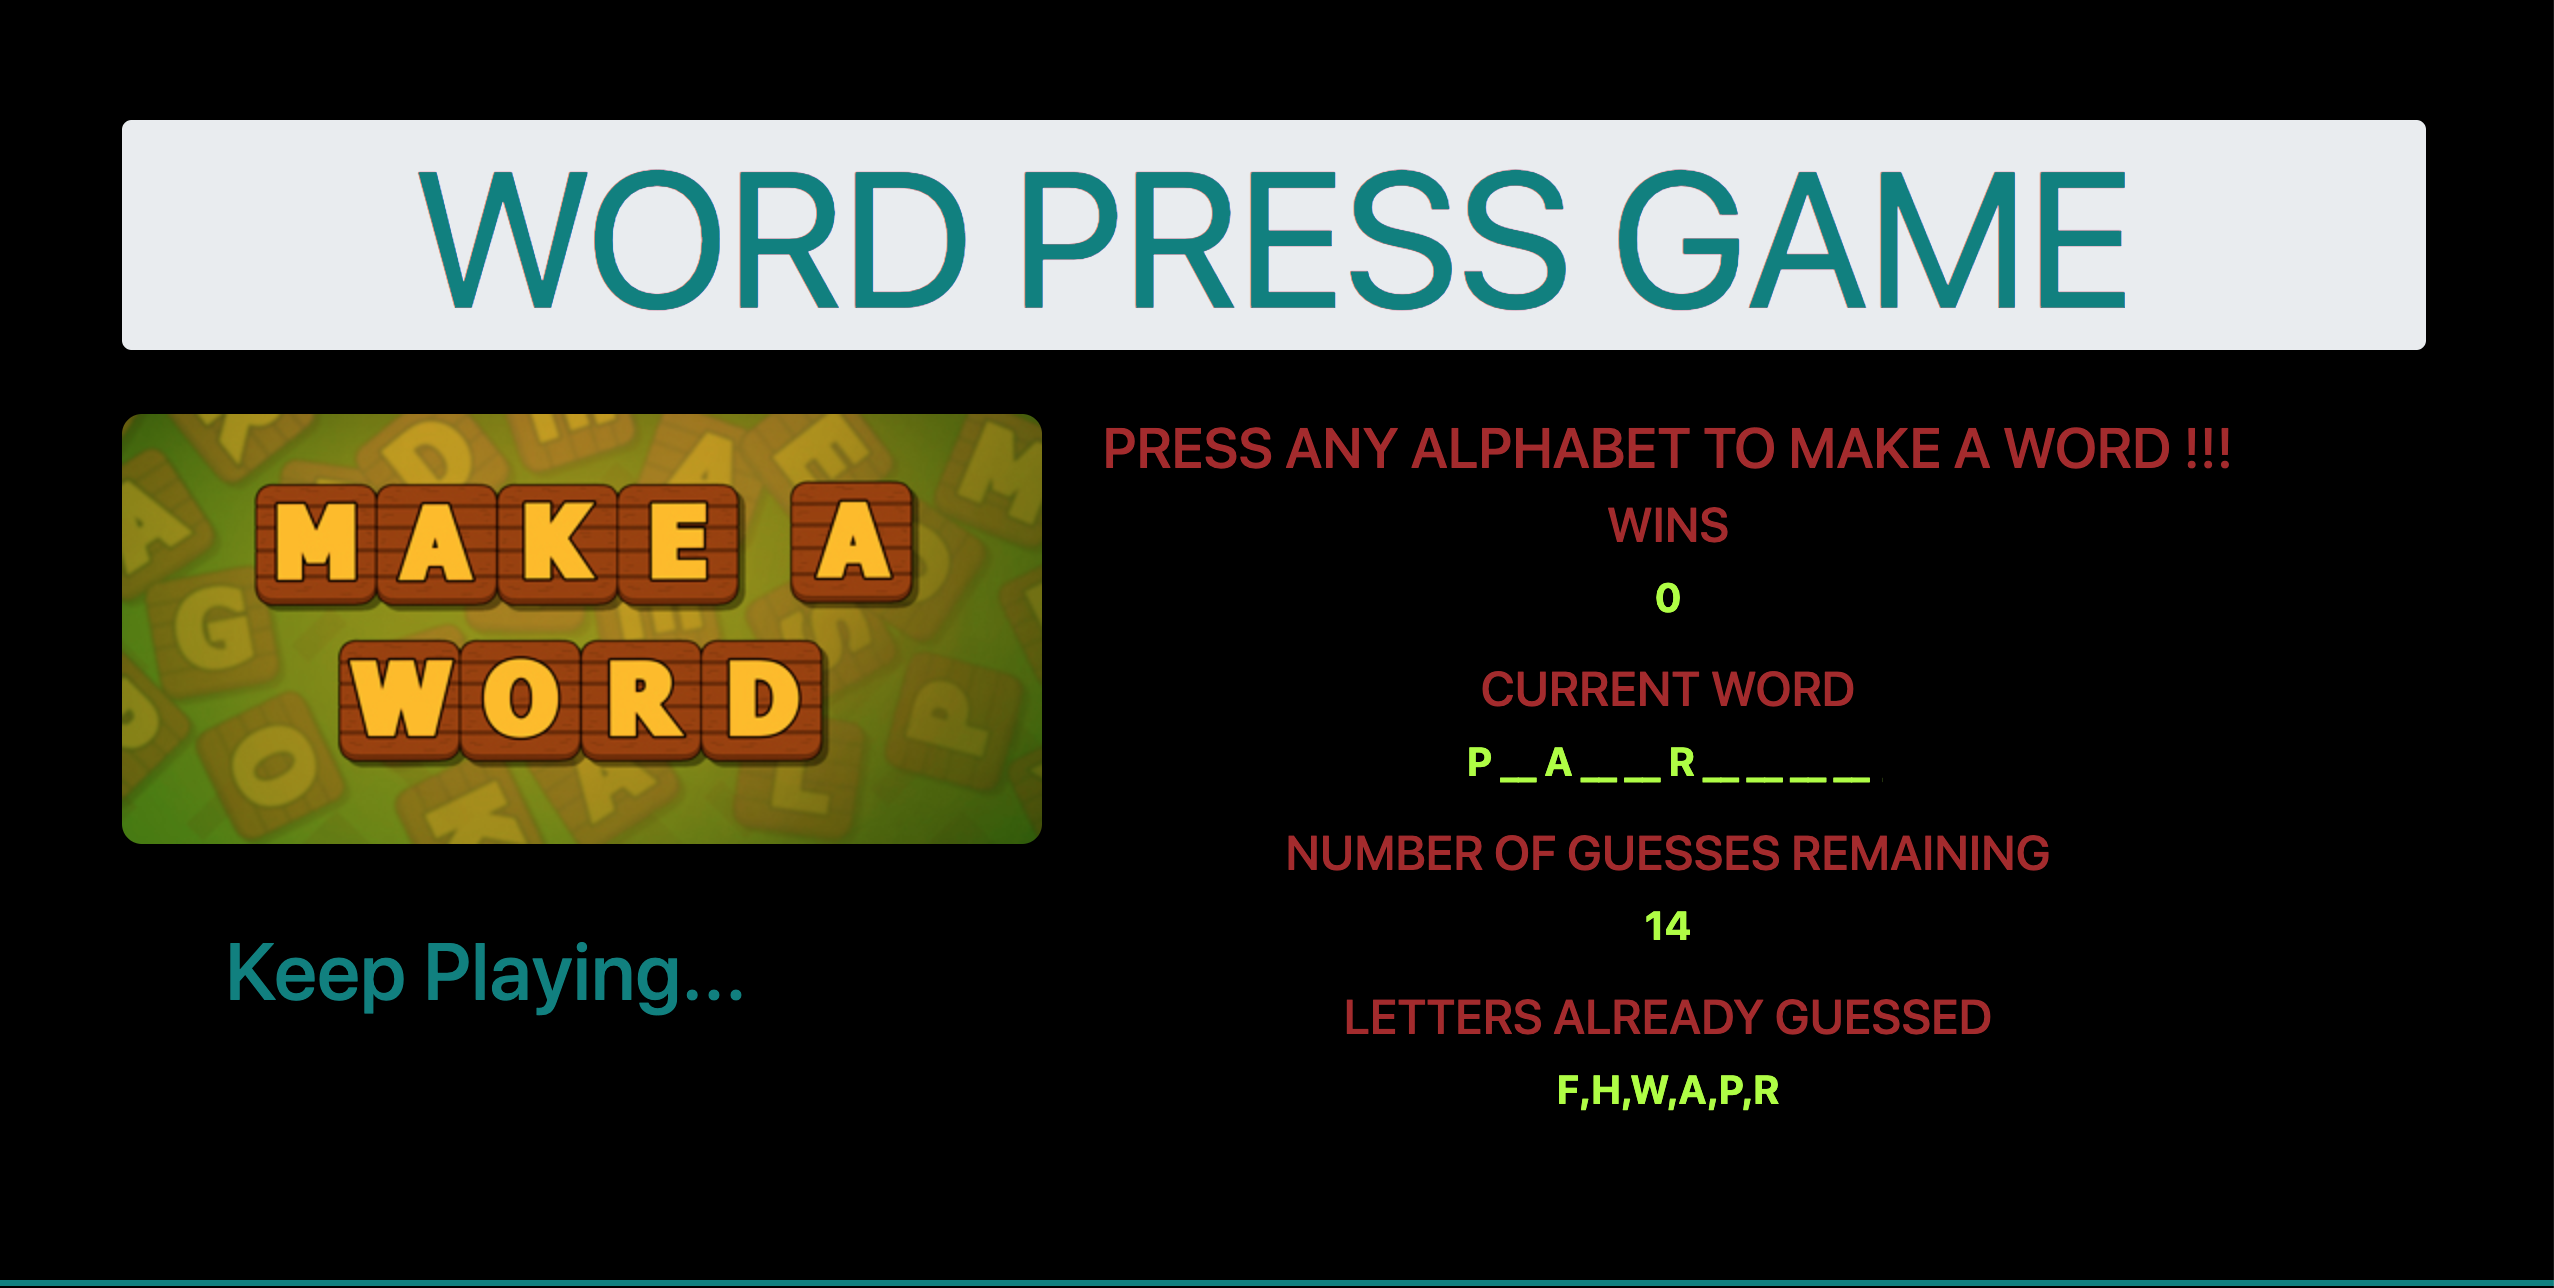 WORD PRESS GAME
MAKE A
WORD
Keep Playing...
PRESS ANY ALPHABET TO MAKE A WORD !!!
WINS
0
CURRENT WORD
P __ A __ __ R __ __ __ __
NUMBER OF GUESSES REMAINING
14
LETTERS ALREADY GUESSED
F,H,W,A,P,R